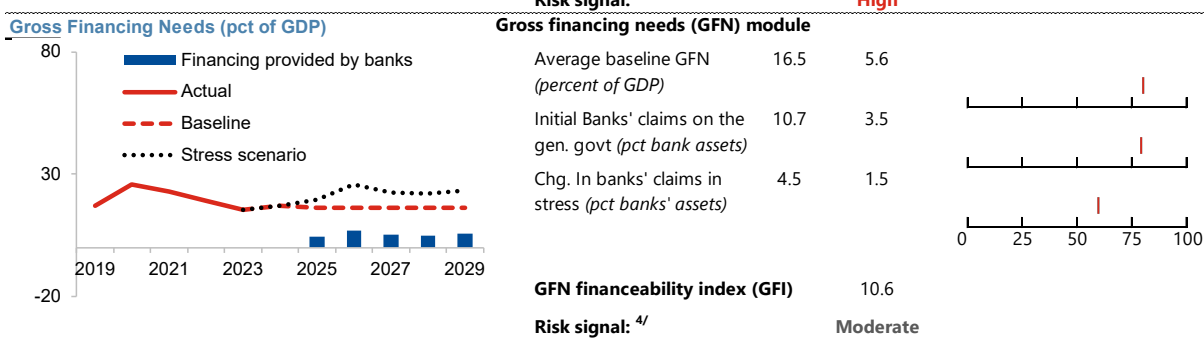 Risk signal: High
Gross Financing Needs (pct of GDP)
80
Financing provided by banks
Actual
Baseline
Stress scenario
30
2019 2021 2023 2025 2027 2029
-20
Gross financing needs (GFN) module
Average baseline GFN 16.5 5.6
(percent of GDP)
Initial Banks' claims on the 10.7 3.5
gen. govt (pct bank assets)
Chg. In banks' claims in 4.5 1.5
stress (pct banks' assets)
0 25 50 75 100
GFN financeability index (GFI) 10.6
Risk signal: 4/ Moderate